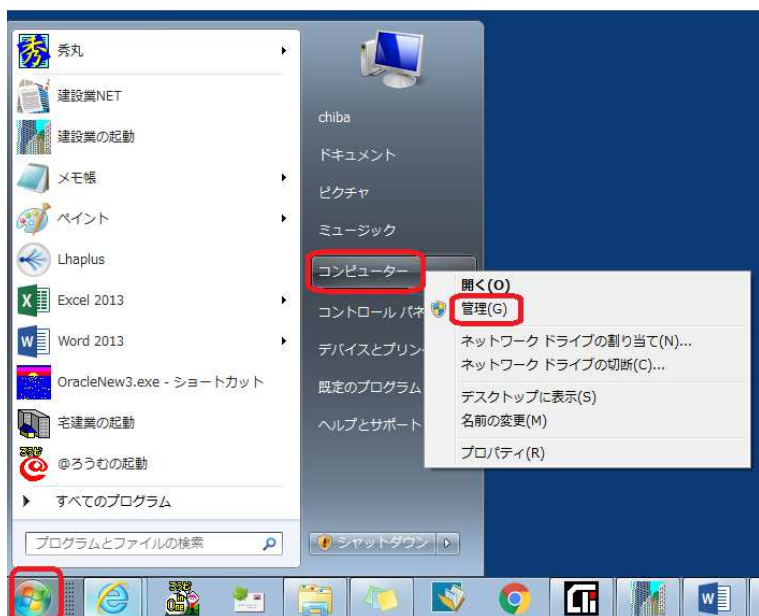 秀丸
建設業NET
建設業の起動
メモ帳
ペイント
Lhaplus
Excel 2013
Word 2013
OracleNew3.exe - ショートカット
宅建業の起動
@ろうむの起動
すべてのプログラム
プログラムとファイルの検索
chiba
ドキュメント
ピクチャ
ミュージック
コンピューター
コントロール パネ
デバイスとプリン
既定のプログラム
ヘルプとサポート
シャットダウン
開く(O)
管理(G)
ネットワーク ドライブの割り当て(N)...
ネットワーク ドライブの切断(C)...
デスクトップに表示(S)
名前の変更(M)
プロパティ(R)